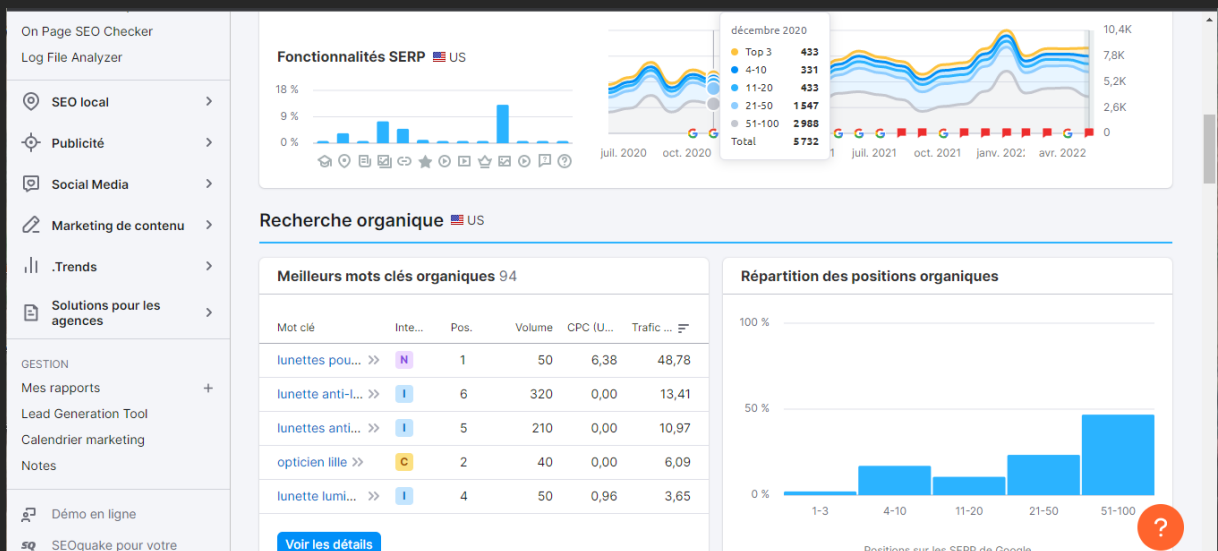 On Page SEO Checker
Log File Analyzer
SEO local
Publicité
Social Media
Marketing de contenu
.Trends
Solutions pour les
agences
GESTION
Mes rapports +
Lead Generation Tool
Calendrier marketing
Notes
Démo en ligne
SEOquake pour votre
Fonctionnalités SERP US
18 %
9 %
0 %
décembre 2020
Top 3 433
4-10 331
11-20 433
21-50 1 547
51-100 2 988
Total 5 732
10,4K
7,8K
5,2K
2,6K
0
juil. 2020 oct. 2020 1 juil. 2021 oct. 2021 janv. 202: avr. 2022
Recherche organique US
Meilleurs mots clés organiques 94
Mot clé Inte... Pos. Volume CPC (U... Trafic ...
lunettes pou... N 1 50 6,38 48,78
lunette anti-l... I 6 320 0,00 13,41
lunettes anti... I 5 210 0,00 10,97
opticien lille C 2 40 0,00 6,09
lunette lumi... I 4 50 0,96 3,65
Voir les détails
Répartition des positions organiques
100 %
50 %
0 %
1-3 4-10 11-20 21-50 51-100
Positions sur les SERP de Google
?